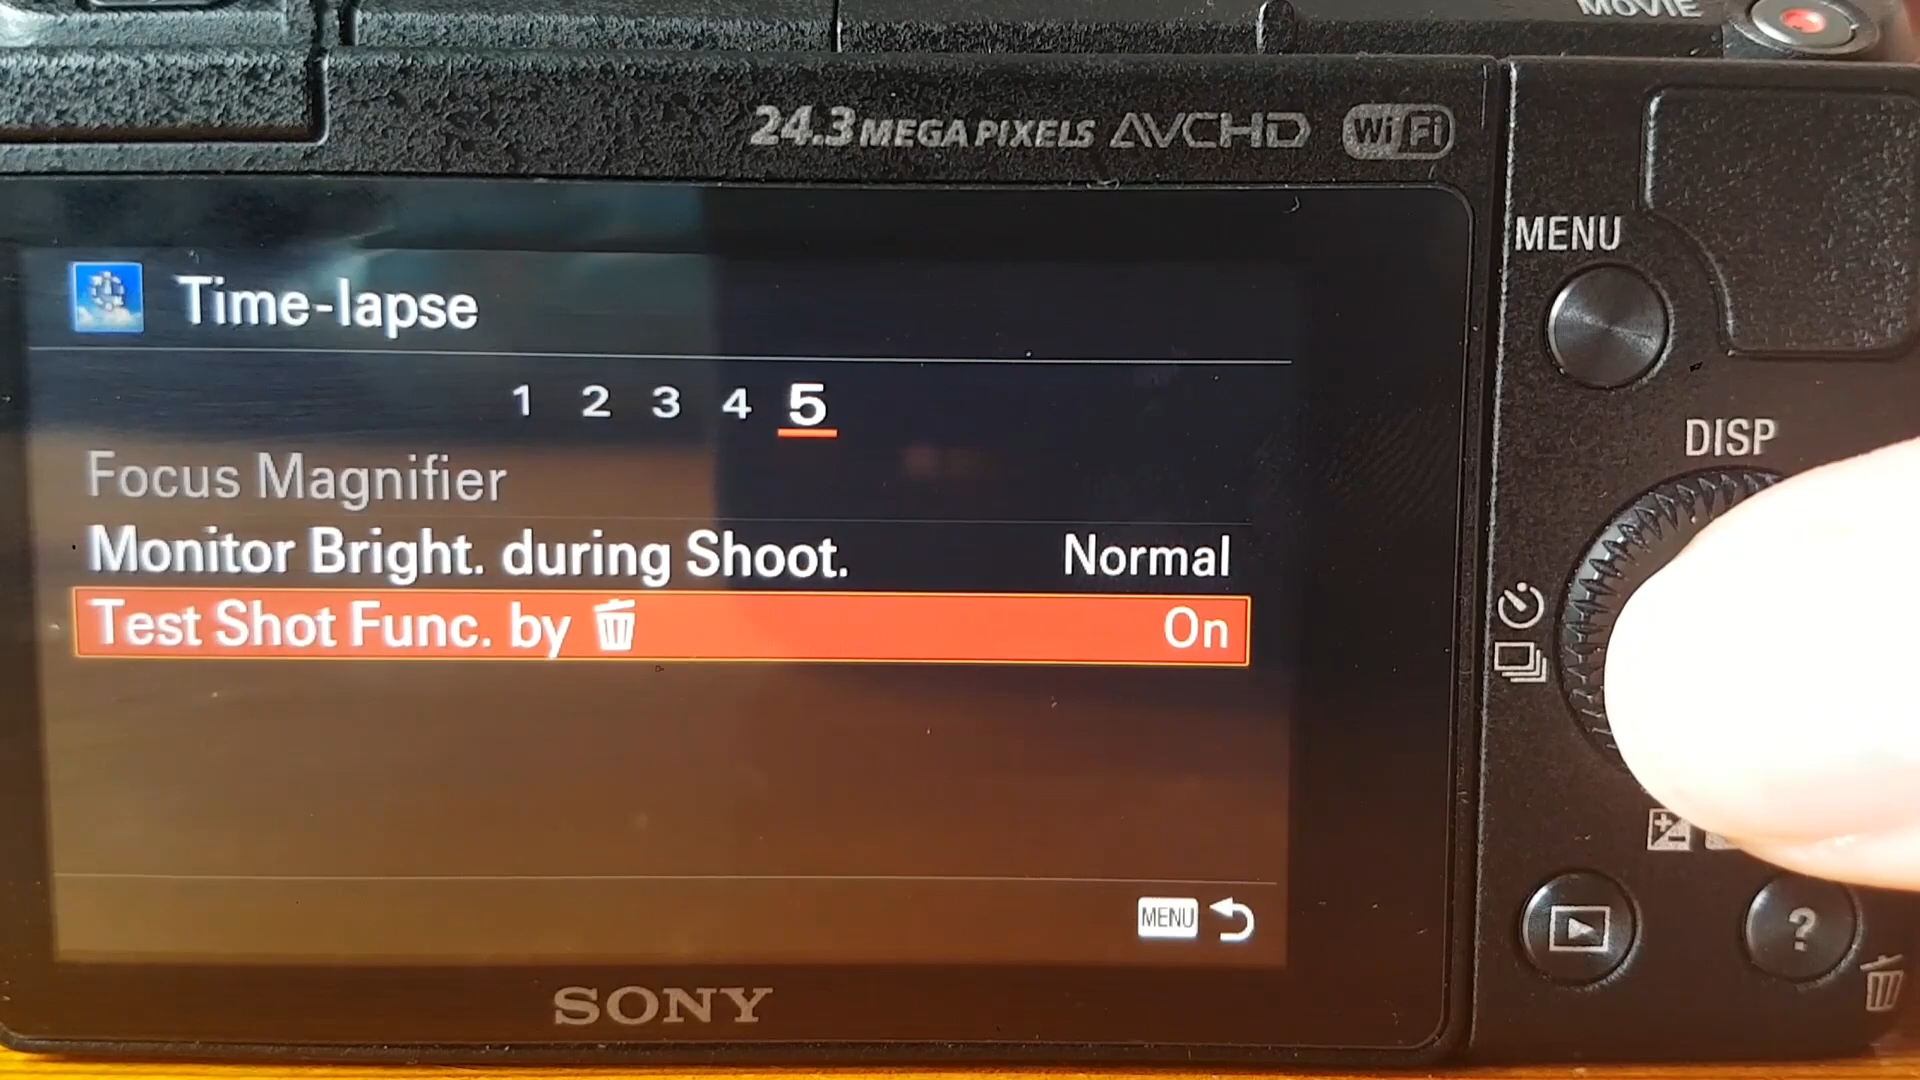 MOVIE
24.3 MEGA PIXELS AVCHD Wi Fi
MENU
Time-lapse
DISP
1 2 3 4 5
Focus Magnifier
Monitor Bright. during Shoot. Normal
Test Shot Func. by On
MENU
?
SONY